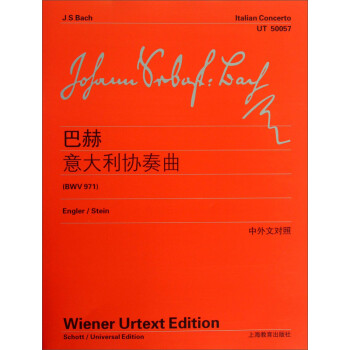 J.S.Bach
Italian Concerto
UT 50057
Johann Sebast: Bach
巴赫
意大利协奏曲
(BWV 971)
Engler/Stein
中外文对照
Wiener Urtext Edition
Schott / Universal Edition
上海教育出版社